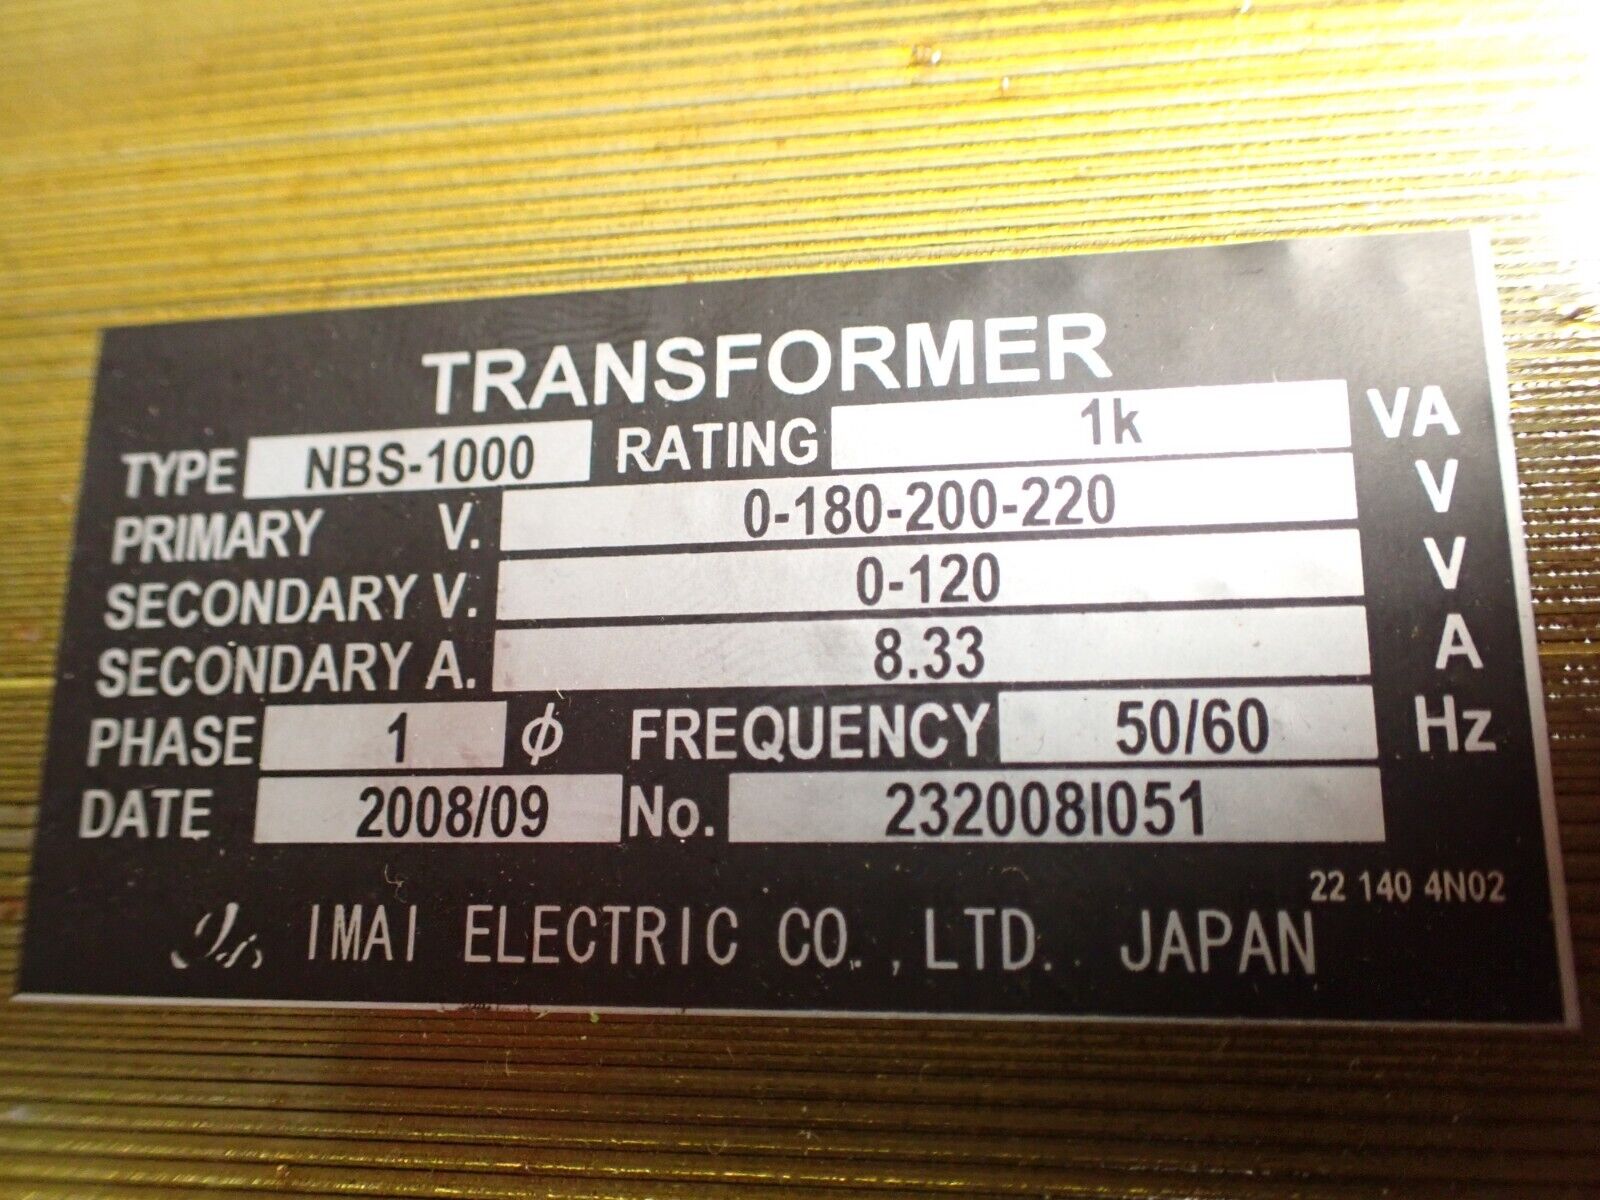 TRANSFORMER
TYPE NBS-1000 RATING 1k VA
PRIMARY V. 0-180-200-220 V
SECONDARY V. 0-120 V
SECONDARY A. 8.33 A
PHASE 1 ϕ FREQUENCY 50/60 Hz
DATE 2008/09 No. 232008I051
22 140 4N02
IMAI ELECTRIC CO., LTD. JAPAN